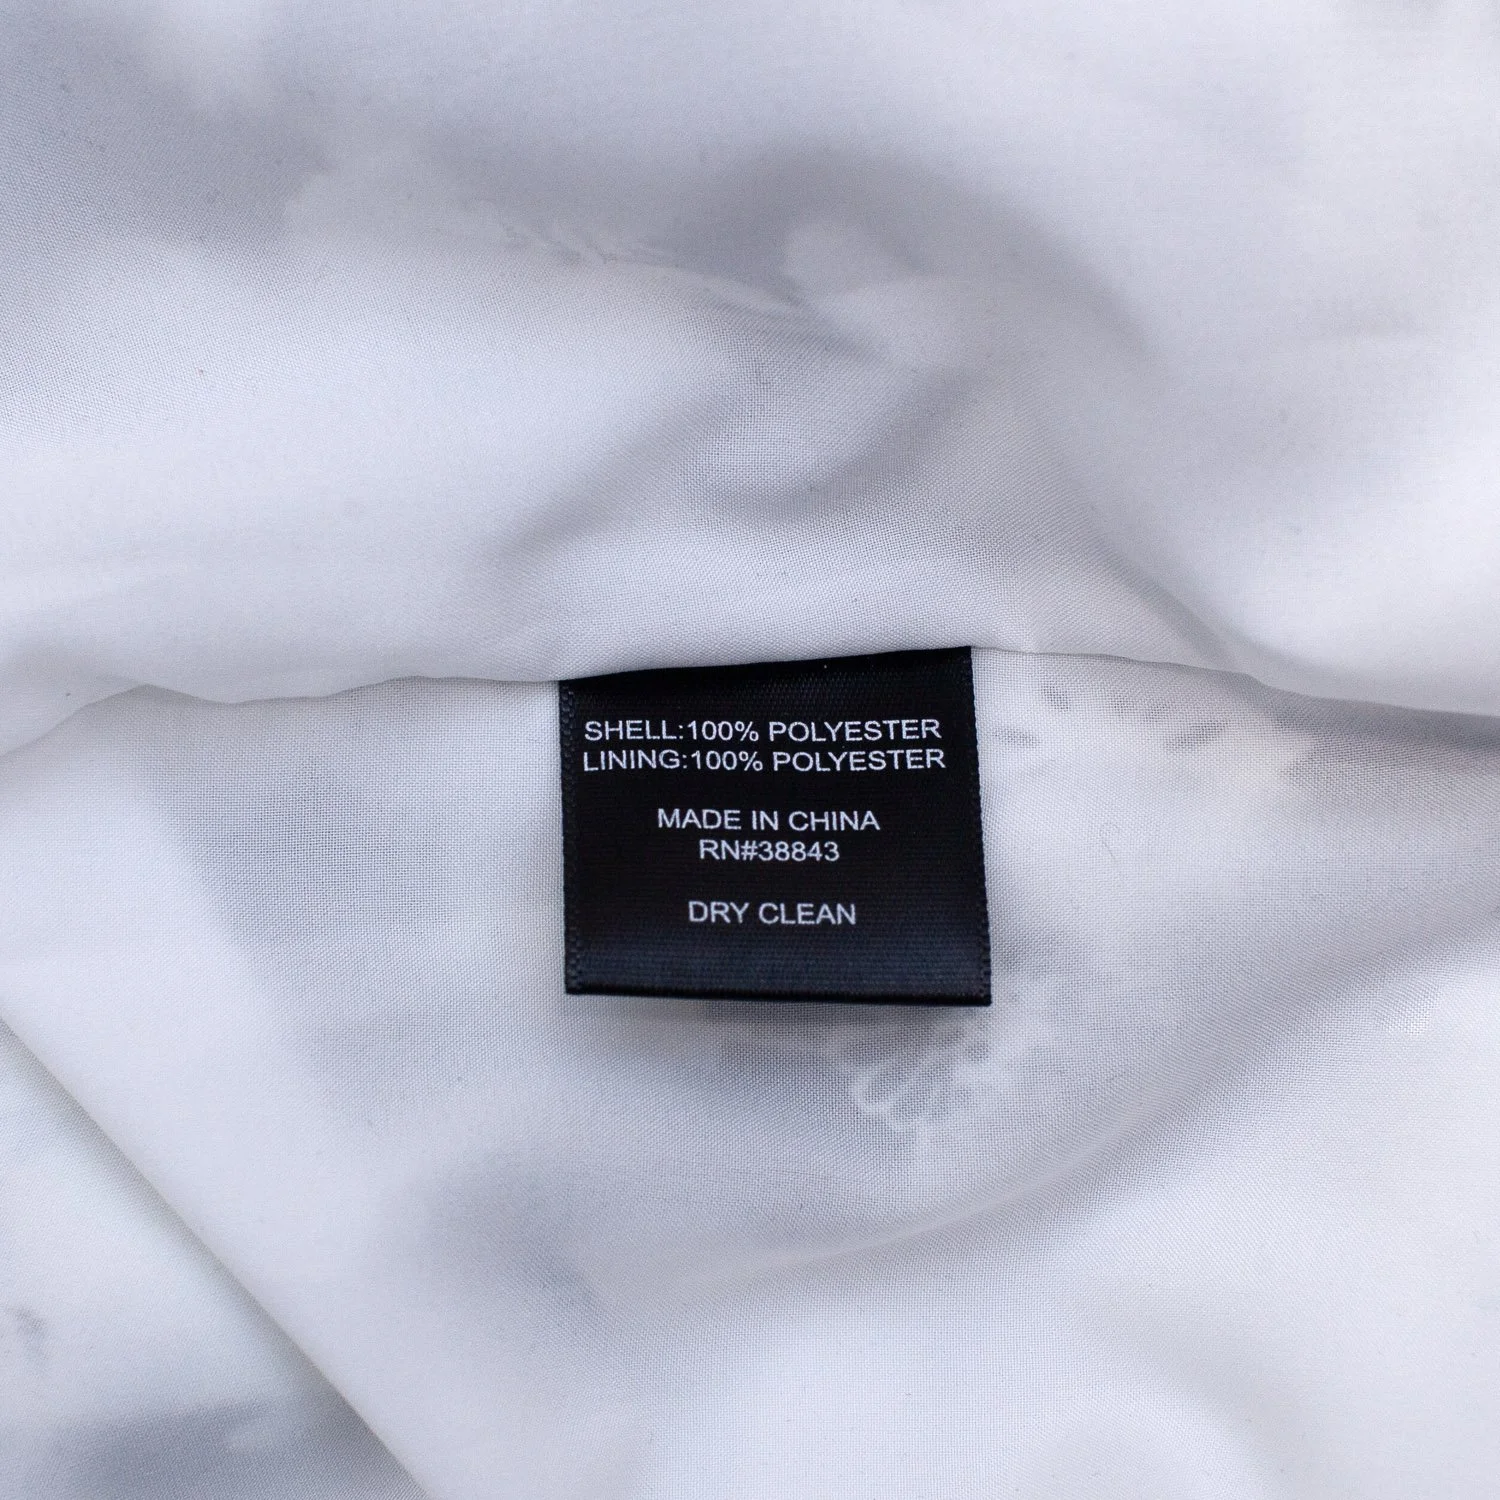 SHELL:100% POLYESTER
LINING:100% POLYESTER
MADE IN CHINA
RN#38843
DRY CLEAN